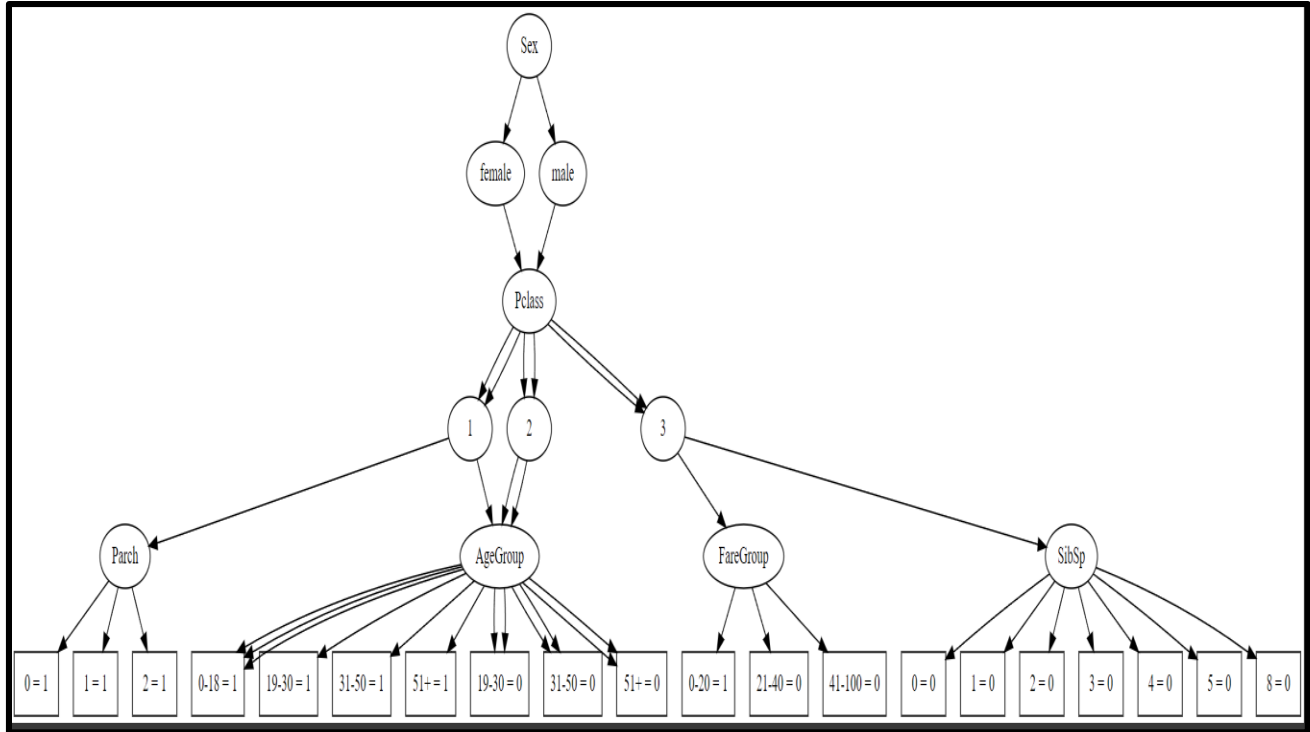 Sex
female
male
Pclass
1
2
3
Parch
AgeGroup
FareGroup
SibSp
0 = 1
1 = 1
2 = 1
0-18 = 1
19-30 = 1
31-50 = 1
51+ = 1
19-30 = 0
31-50 = 0
51+ = 0
0-20 = 1
21-40 = 0
41-100 = 0
0 = 0
1 = 0
2 = 0
3 = 0
4 = 0
5 = 0
8 = 0